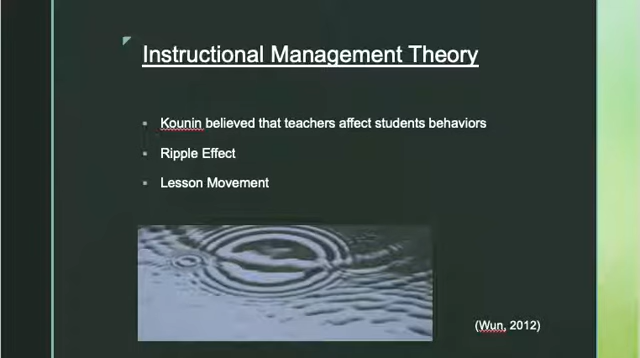 Instructional Management Theory
Kounin believed that teachers affect students behaviors
Ripple Effect
Lesson Movement
(Wun, 2012)